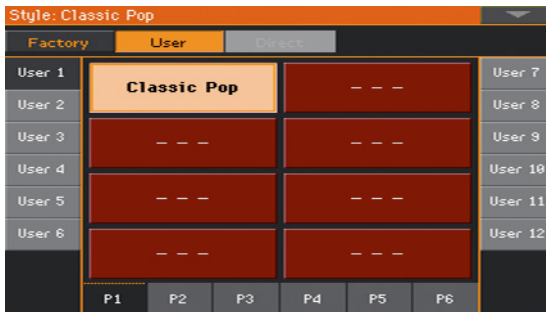 Style: Classic Pop
Factory User Direct
User 1
User 2
User 3
User 4
User 5
User 6
Classic Pop - - -
- - - - - -
- - - - - -
- - - - - -
User 7
User 8
User 9
User 10
User 11
User 12
P1 P2 P3 P4 P5 P6